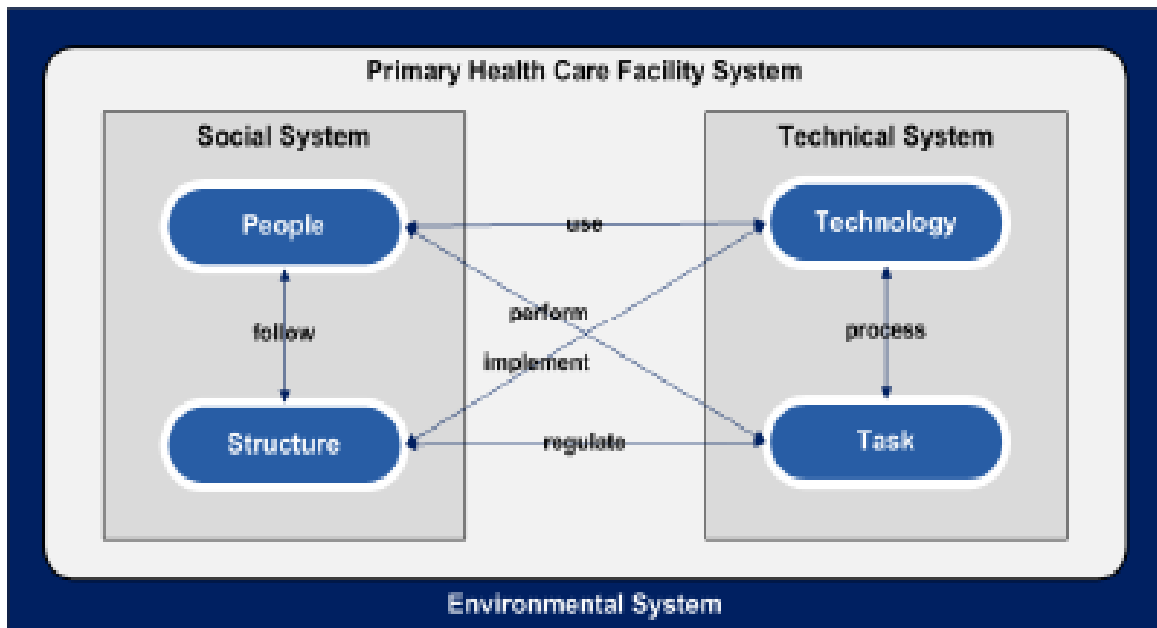 Primary Health Care Facility System
Social System
Technical System
People
Technology
use
follow
perform
process
implement
Structure
regulate
Task
Environmental System